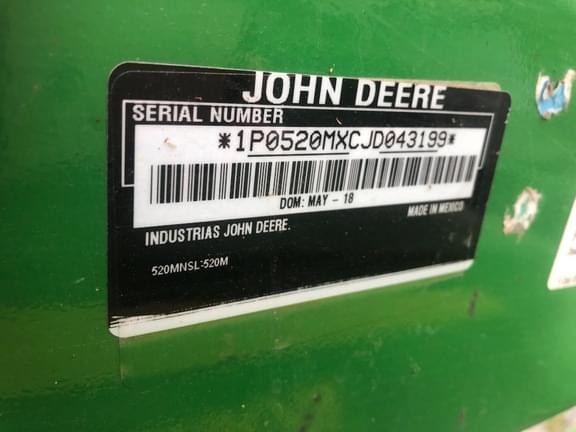 JOHN DEERE
SERIAL NUMBER
*1P0520MXCJD043199*
DOM: MAY - 18
MADE IN MEXICO
INDUSTRIAS JOHN DEERE.
520MNSL-520M